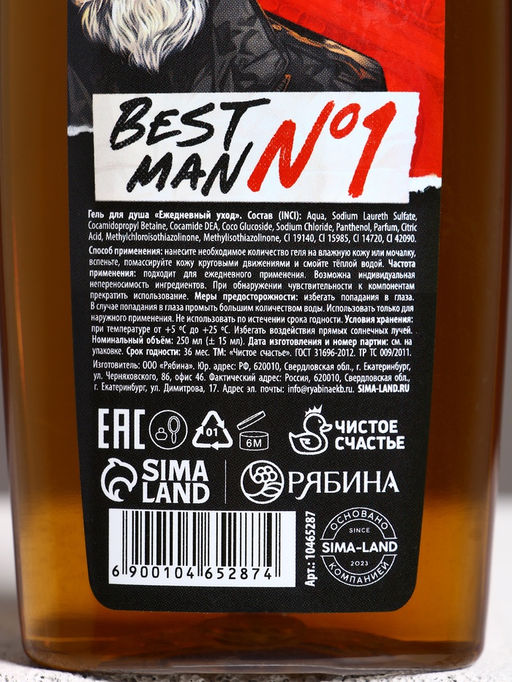 BEST
MAN №1
Гель для душа «Ежедневный уход». Состав (INCI): Aqua, Sodium Laureth Sulfate,
Cocamidopropyl Betaine, Cocamide DEA, Coco Glucoside, Sodium Chloride, Panthenol, Parfum, Citric
Acid, Methylchloroisothiazolinone, Methylisothiazolinone, CI 19140, CI 15985, CI 14720, CI 42090.
Способ применения: нанесите необходимое количество геля на влажную кожу или мочалку,
вспеньте, помассируйте кожу круговыми движениями и смойте тёплой водой. Частота
применения: подходит для ежедневного применения. Возможна индивидуальная
непереносимость ингредиентов. При обнаружении чувствительности к компонентам
прекратить использование. Меры предосторожности: избегать попадания в глаза.
В случае попадания в глаза промыть большим количеством воды. Использовать только для
наружного применения. Не использовать по истечении срока годности. Условия хранения:
при температуре от +5 °C до +25 °C. Избегать воздействия прямых солнечных лучей.
Номинальный объём: 250 мл (± 15 мл). Дата изготовления и номер партии: см. на
упаковке. Срок годности: 36 мес. ТМ: "Чистое счастье". ГОСТ 31696-2012. ТР ТС 009/2011.
Изготовитель: ООО «Рябина». Юр. адрес: РФ, 620010, Свердловская обл., г. Екатеринбург,
ул. Черняховского, 86, офис 46. Фактический адрес: Россия, 620010, Свердловская обл.,
г. Екатеринбург, ул. Димитрова, 17. Адрес эл. почты: info@ryabinaekb.ru. SIMA-LAND.RU
EAC
01
6M
ЧИСТОЕ
СЧАСТЬЕ
SIMA
LAND
РЯБИНА
6 900104 652874
Арт.: 10465287
ОСНОВАНО
SINCE
SIMA-LAND
2023
КОМПАНИЕЙ